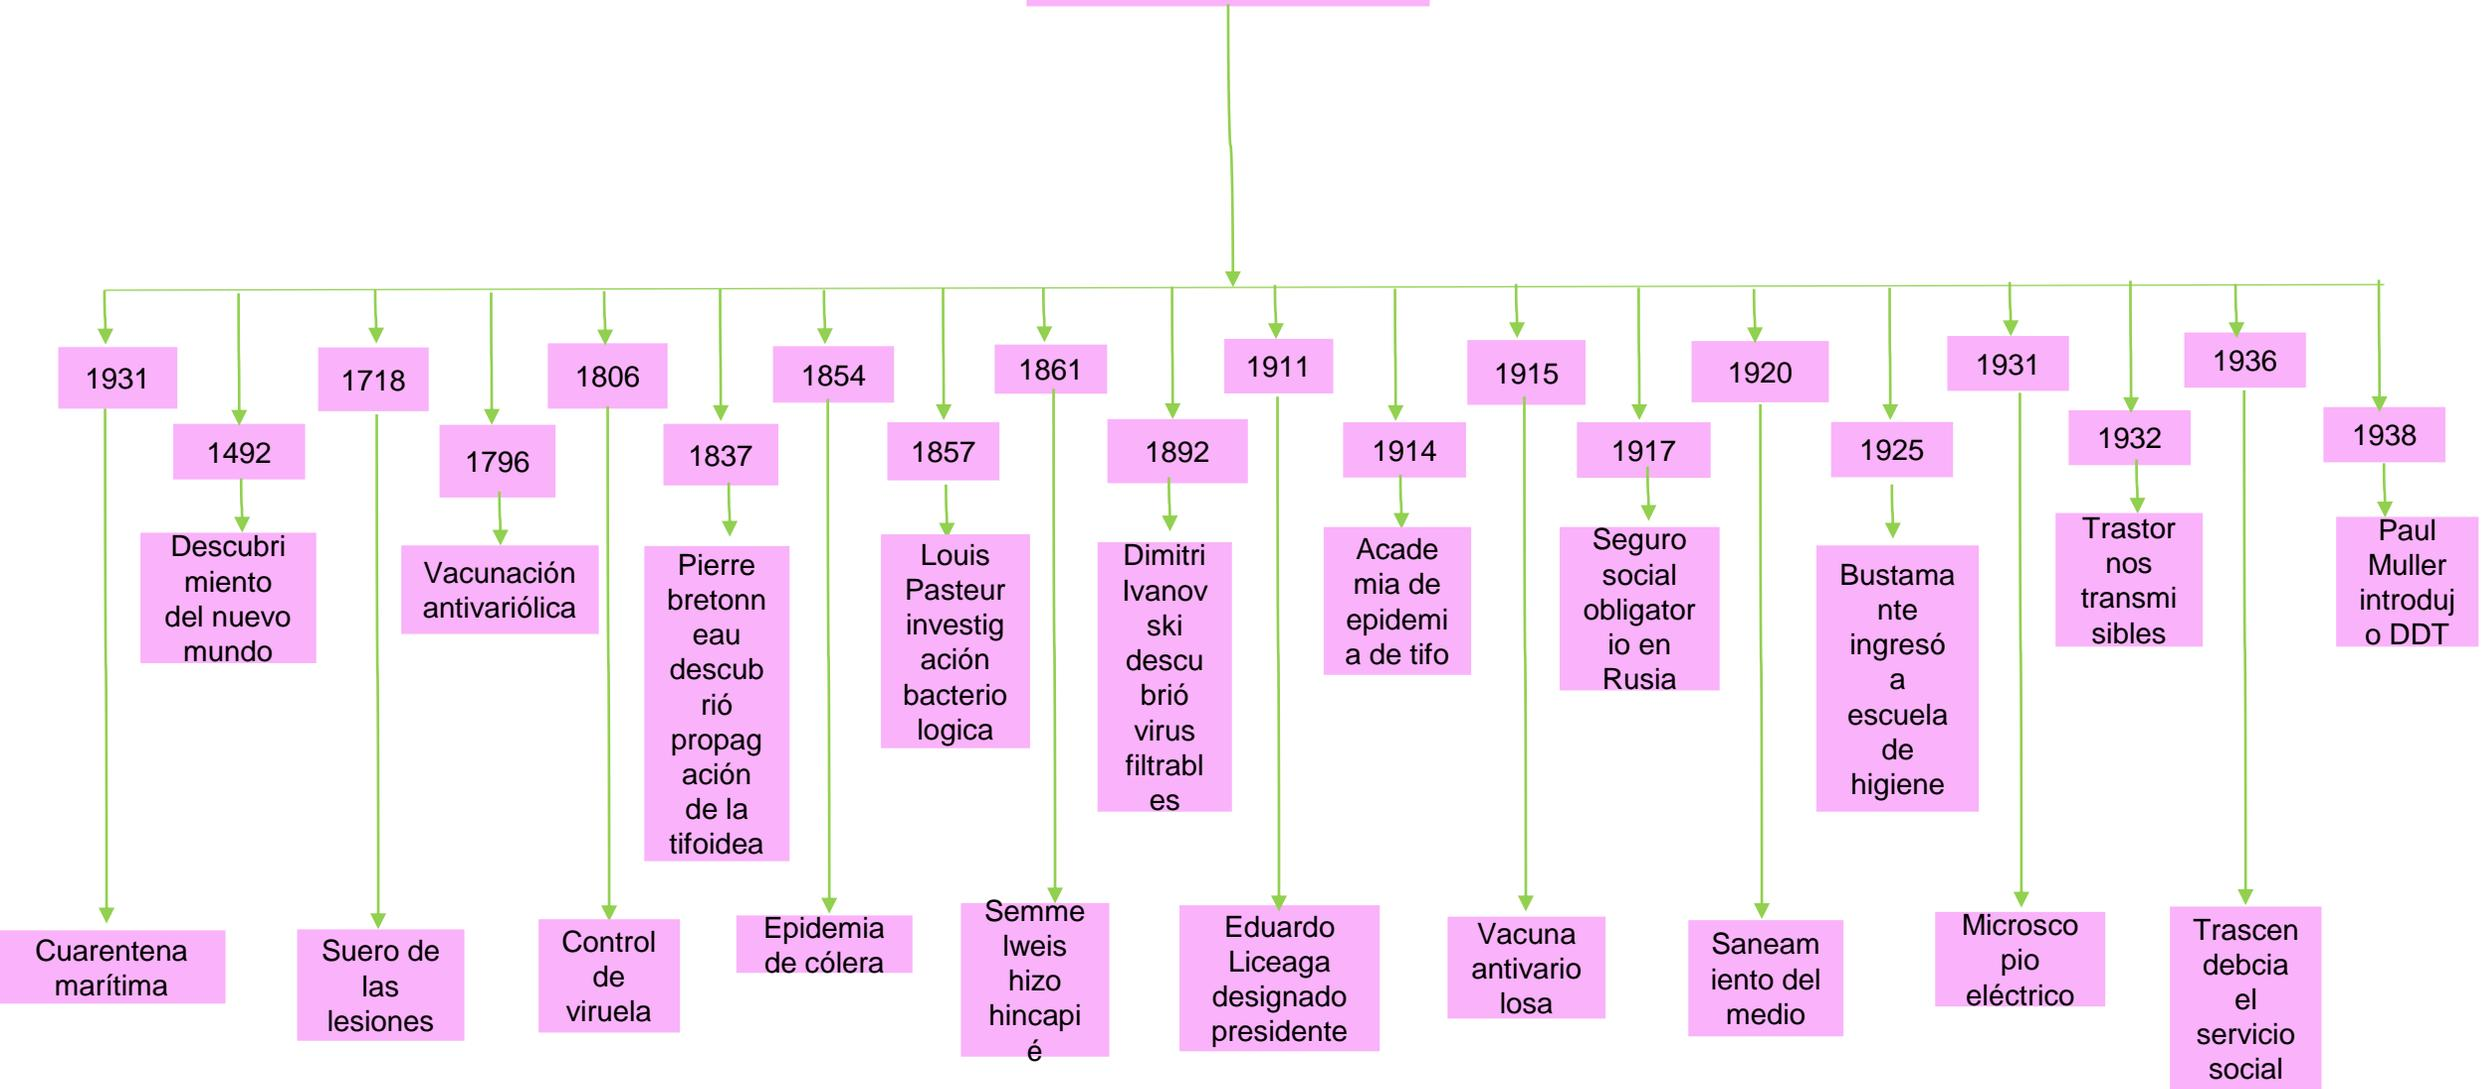 1931
1492
1718
1796
1806
1837
1854
1857
1861
1892
1911
1914
1915
1917
1920
1925
1931
1932
1936
1938
Descubri
miento
del nuevo
mundo
Vacunación
antivariólica
Pierre
bretonn
eau
descub
rió
propag
ación
de la
tifoidea
Louis
Pasteur
investig
ación
bacterio
logica
Dimitri
Ivanov
ski
descu
brió
virus
filtrabl
es
Acade
mia de
epidemi
a de tifo
Seguro
social
obligator
io en
Rusia
Bustama
nte
ingresó
a
escuela
de
higiene
Trastor
nos
transmi
sibles
Paul
Muller
introduj
o DDT
Cuarentena
marítima
Suero de
las
lesiones
Control
de
viruela
Epidemia
de cólera
Semme
lweis
hizo
hincapi
é
Eduardo
Liceaga
designado
presidente
Vacuna
antivario
losa
Saneam
iento del
medio
Microsco
pio
eléctrico
Trascen
debcia
el
servicio
social